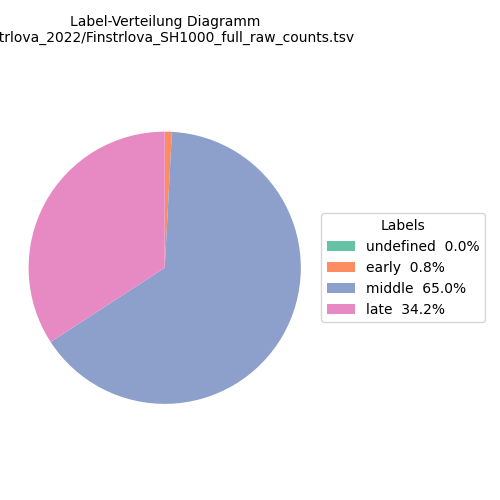 Label-Verteilung Diagramm
trlova_2022/Finstrlova_SH1000_full_raw_counts.tsv
Labels
undefined  0.0%
early  0.8%
middle  65.0%
late  34.2%